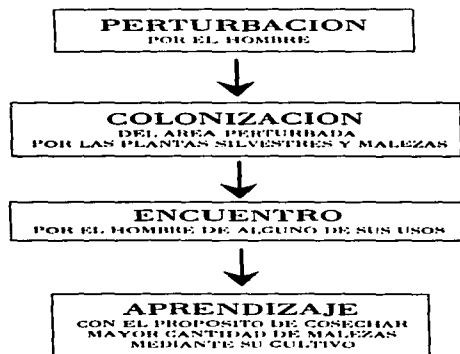 PERTURBACION
POR EL HOMBRE
COLONIZACION
DEL AREA PERTURBADA
POR LAS PLANTAS SILVESTRES Y MALEZAS
ENCUENTRO
POR EL HOMBRE DE ALGUNO DE SUS USOS
APRENDIZAJE
CON EL PROPOSITO DE COSECHAR
MAYOR CANTIDAD DE MALEZAS
MEDIANTE SU CULTIVO